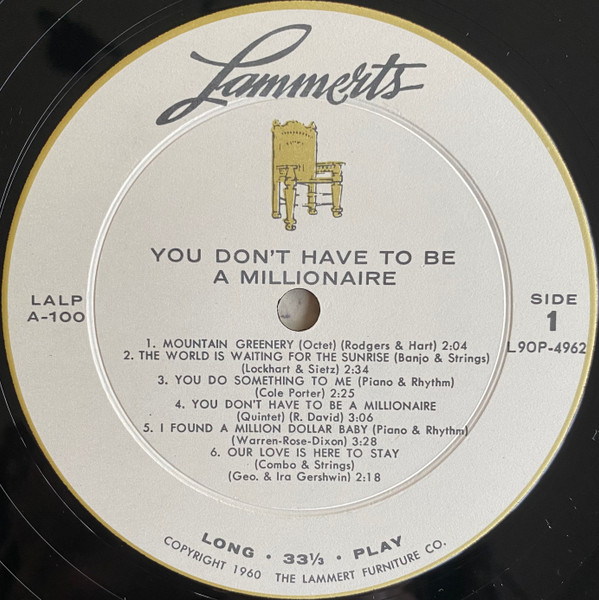 Lammerts
YOU DON'T HAVE TO BE
A MILLIONAIRE
LALP
A-100
SIDE
1
L9OP-4962
1. MOUNTAIN GREENERY (Octet) (Rodgers & Hart) 2:04
2. THE WORLD IS WAITING FOR THE SUNRISE (Banjo & Strings)
(Lockhart & Sietz) 2:34
3. YOU DO SOMETHING TO ME (Piano & Rhythm)
(Cole Porter) 2:25
4. YOU DON'T HAVE TO BE A MILLIONAIRE
(Quintet) (R. David) 3:06
5. I FOUND A MILLION DOLLAR BABY (Piano & Rhythm)
(Warren-Rose-Dixon) 3:28
6. OUR LOVE IS HERE TO STAY
(Combo & Strings)
(Geo. & Ira Gershwin) 2:18
LONG • 33⅓ • PLAY
COPYRIGHT 1960 THE LAMMERT FURNITURE CO.